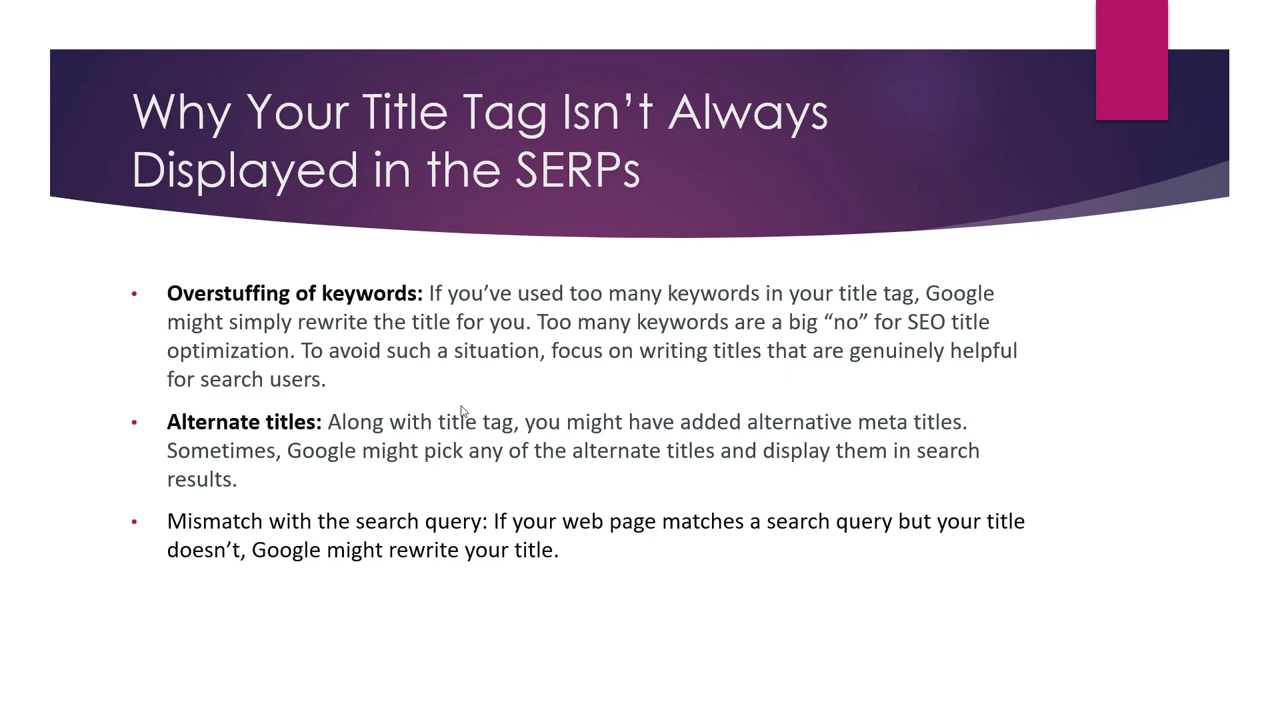 Why Your Title Tag Isn’t Always
Displayed in the SERPs
• Overstuffing of keywords: If you’ve used too many keywords in your title tag, Google
might simply rewrite the title for you. Too many keywords are a big “no” for SEO title
optimization. To avoid such a situation, focus on writing titles that are genuinely helpful
for search users.
• Alternate titles: Along with title tag, you might have added alternative meta titles.
Sometimes, Google might pick any of the alternate titles and display them in search
results.
• Mismatch with the search query: If your web page matches a search query but your title
doesn’t, Google might rewrite your title.